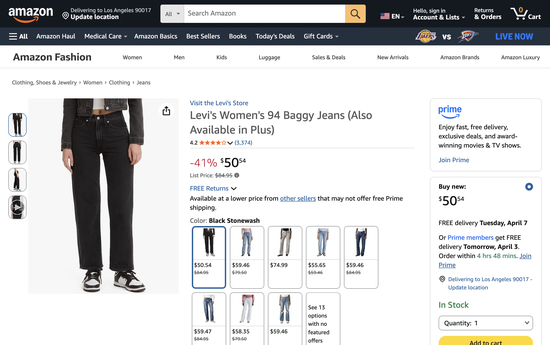 amazon
Delivering to Los Angeles 90017
Update location
All
Search Amazon
EN
Hello, sign in
Account & Lists
Returns
& Orders
0
Cart
All
Amazon Haul
Medical Care
Amazon Basics
Best Sellers
Books
Today's Deals
Gift Cards
VS
LIVE NOW
Amazon Fashion
Women
Men
Kids
Luggage
Sales & Deals
New Arrivals
Amazon Brands
Amazon Luxury
Clothing, Shoes & Jewelry › Women › Clothing › Jeans
Visit the Levi's Store
Levi's Women's 94 Baggy Jeans (Also
Available in Plus)
4.2 (3,374)
-41% $5054
List Price: $84.95
FREE Returns
Available at a lower price from other sellers that may not offer free Prime
shipping.
Color: Black Stonewash
$50.54
$84.95
$59.46
$79.50
$74.99
$55.65
$59.46
$59.46
$84.95
$59.47
$84.95
$58.35
$79.50
$59.46
See 13
options
with no
featured
offers
prime
Enjoy fast, free delivery,
exclusive deals, and award-
winning movies & TV shows.
Join Prime
Buy new:
$5054
FREE delivery Tuesday, April 7
Or Prime members get FREE
delivery Tomorrow, April 3.
Order within 4 hrs 48 mins. Join
Prime
Delivering to Los Angeles 90017 -
Update location
In Stock
Quantity: 1
Add to cart